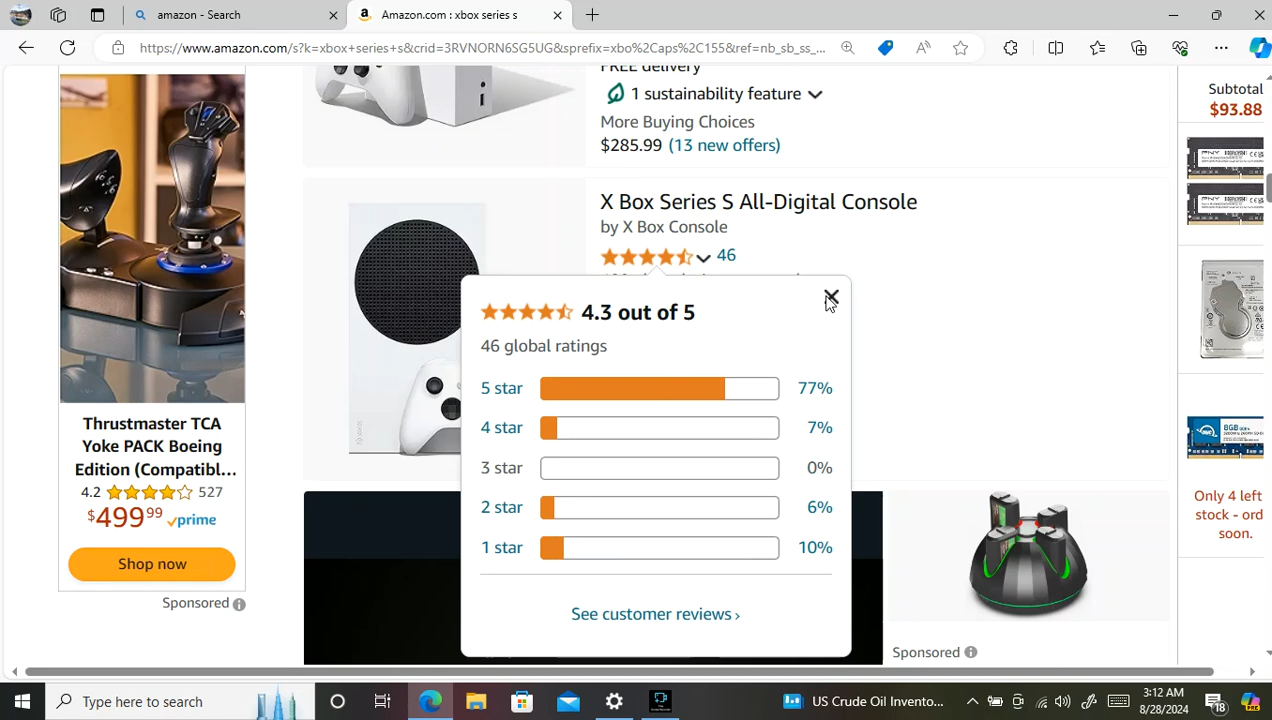 amazon - Search
Amazon.com : xbox series s
https://www.amazon.com/s?k=xbox+series+s&crid=3RVNORN6SG5UG&sprefix=xbo%2Caps%2C155&ref=nb_sb_ss_...
Subtotal
$93.88
FREE delivery
1 sustainability feature
More Buying Choices
$285.99 (13 new offers)
X Box Series S All-Digital Console
by X Box Console
46
4.3 out of 5
46 global ratings
5 star 77%
4 star 7%
3 star 0%
2 star 6%
1 star 10%
See customer reviews ›
Thrustmaster TCA
Yoke PACK Boeing
Edition (Compatibl...
4.2 527
$499 99 prime
Shop now
Sponsored
Sponsored
PNY
PNY
8GB
Only 4 left
stock - ord
soon.
Type here to search
US Crude Oil Invento...
3:12 AM
8/28/2024
18